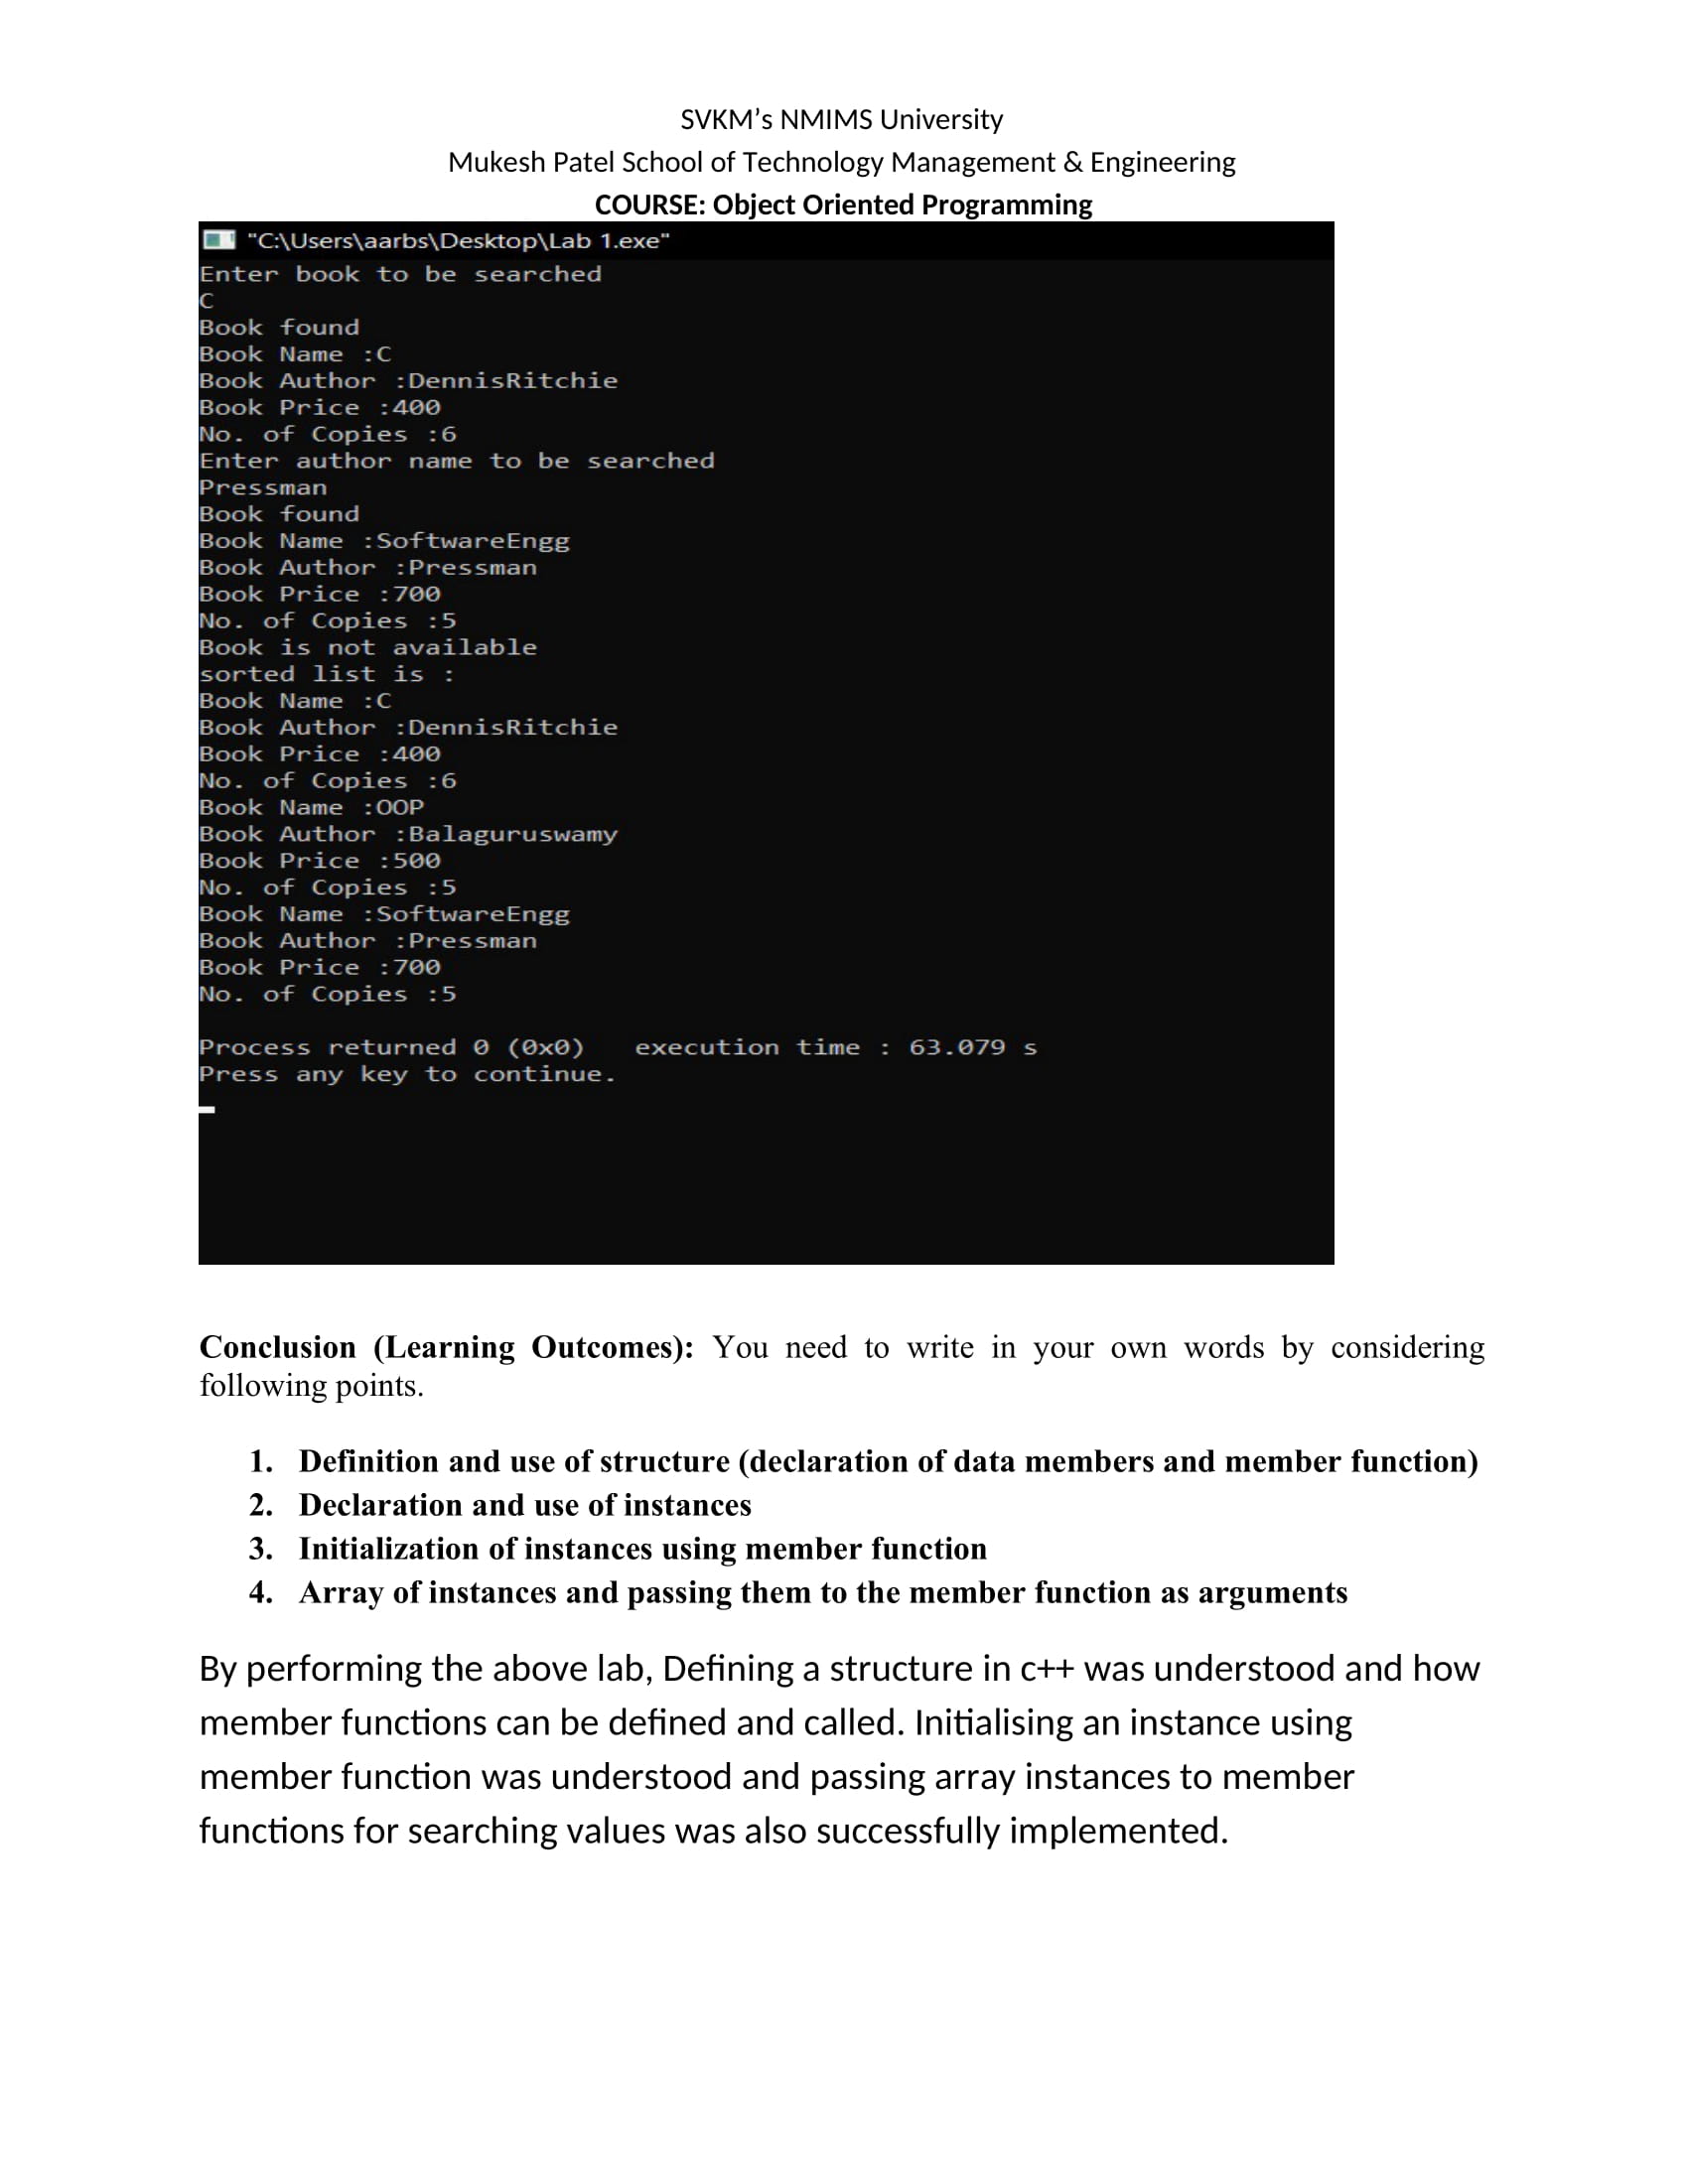 SVKM's NMIMS University
Mukesh Patel School of Technology Management & Engineering
COURSE: Object Oriented Programming
"C:\Users\aarbs\Desktop\Lab 1.exe"
Enter book to be searched
C
Book found
Book Name :C
Book Author :DennisRitchie
Book Price :400
No. of Copies :6
Enter author name to be searched
Pressman
Book found
Book Name :SoftwareEngg
Book Author :Pressman
Book Price :700
No. of Copies :5
Book is not available
sorted list is :
Book Name :C
Book Author :DennisRitchie
Book Price :400
No. of Copies :6
Book Name :OOP
Book Author :Balaguruswamy
Book Price :500
No. of Copies :5
Book Name :SoftwareEngg
Book Author :Pressman
Book Price :700
No. of Copies :5
Process returned 0 (0x0)   execution time : 63.079 s
Press any key to continue.
Conclusion (Learning Outcomes): You need to write in your own words by considering
following points.
1. Definition and use of structure (declaration of data members and member function)
2. Declaration and use of instances
3. Initialization of instances using member function
4. Array of instances and passing them to the member function as arguments
By performing the above lab, Defining a structure in c++ was understood and how
member functions can be defined and called. Initialising an instance using
member function was understood and passing array instances to member
functions for searching values was also successfully implemented.